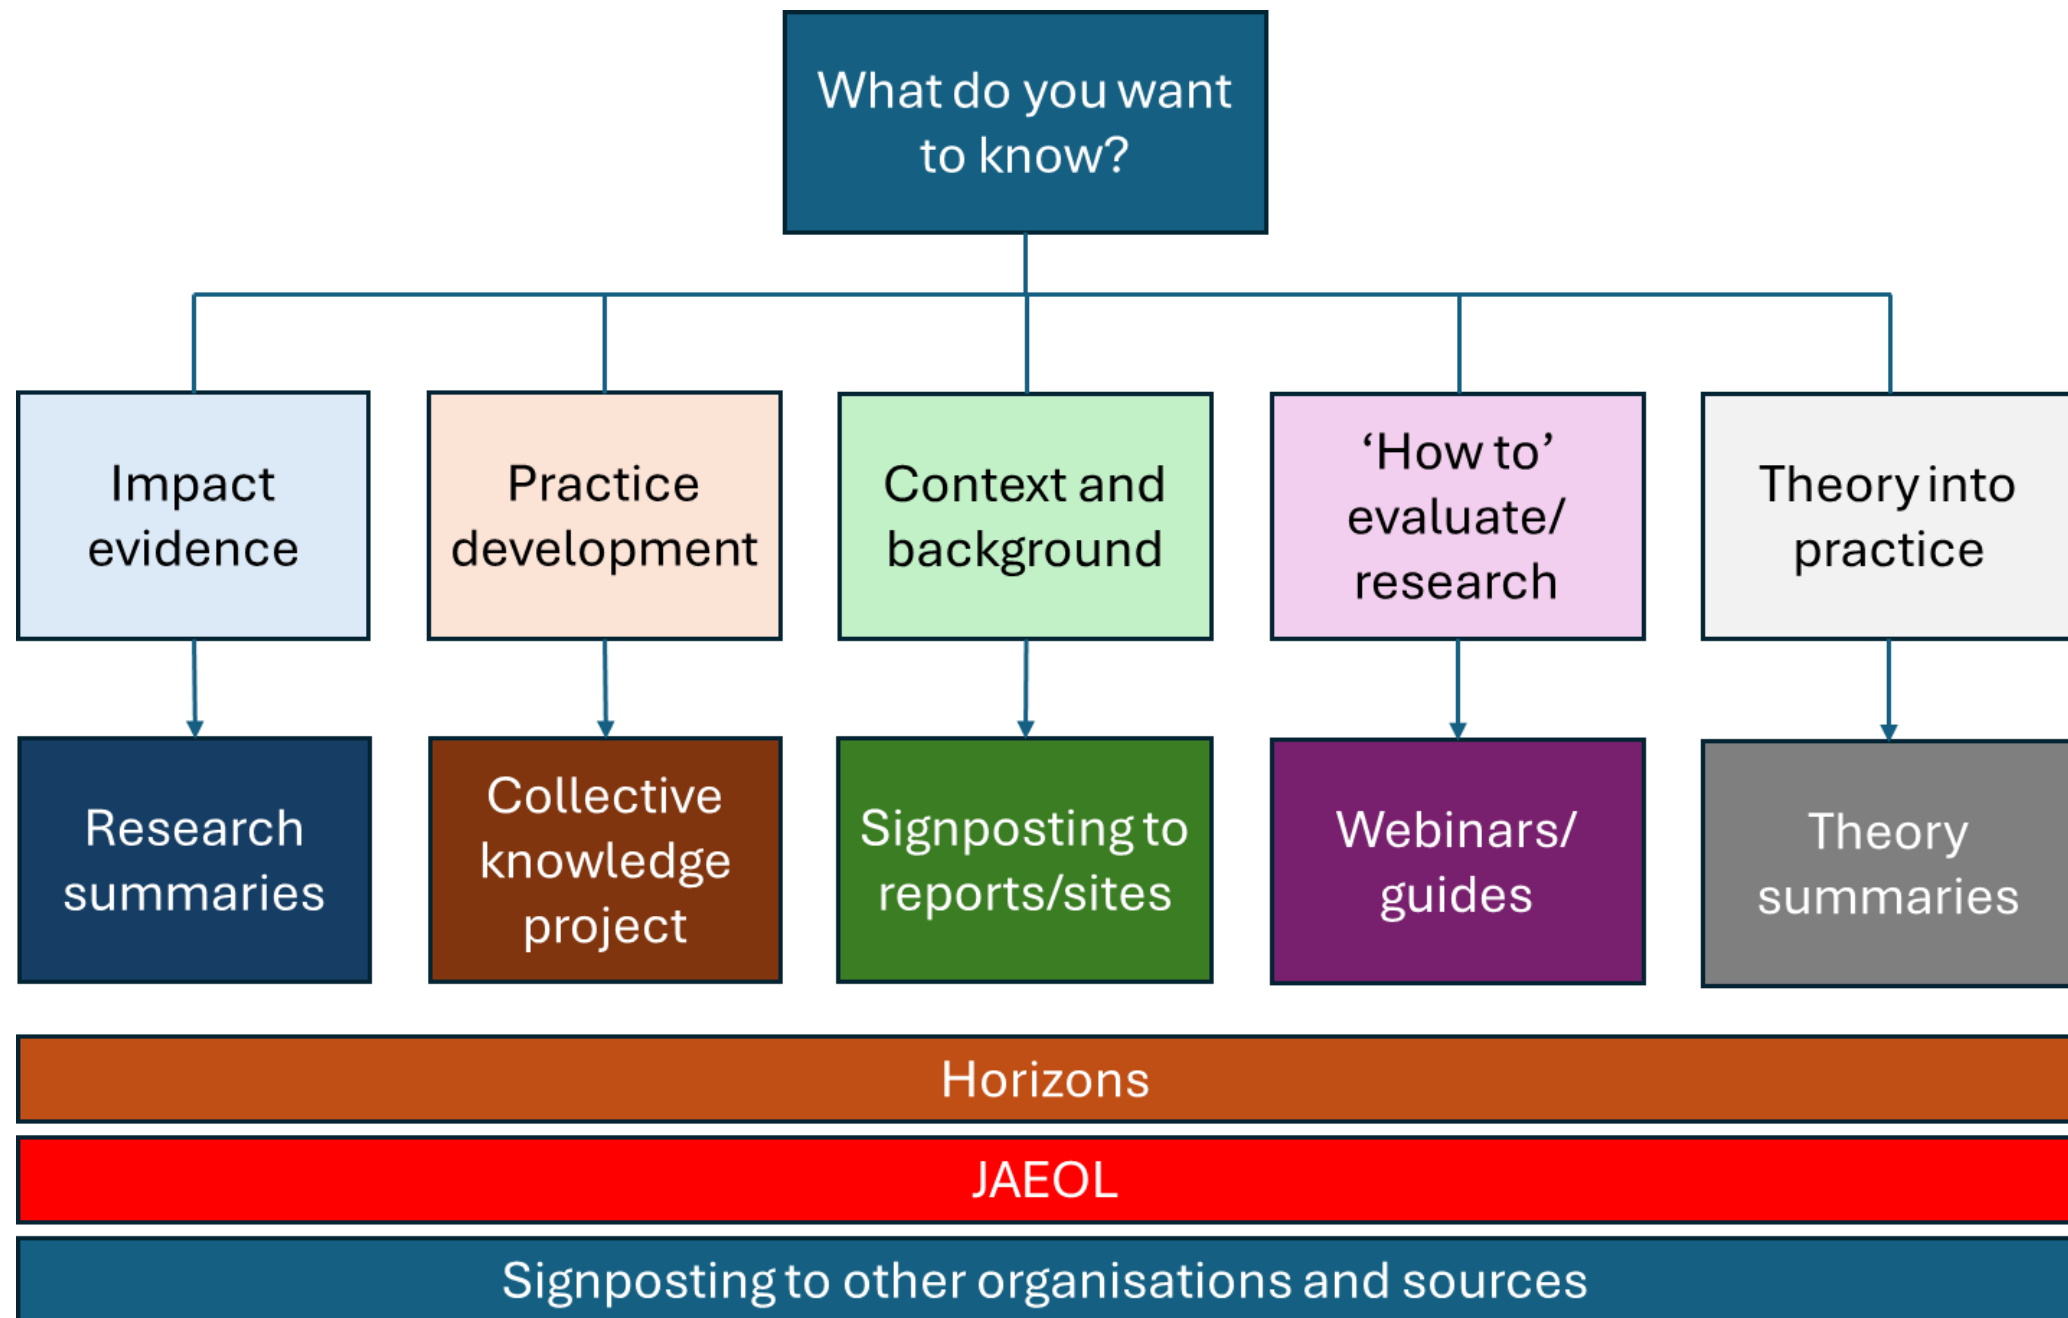 What do you want
to know?
Impact
evidence
Practice
development
Context and
background
‘How to’
evaluate/
research
Theory into
practice
Research
summaries
Collective
knowledge
project
Signposting to
reports/sites
Webinars/
guides
Theory
summaries
Horizons
JAEOL
Signposting to other organisations and sources